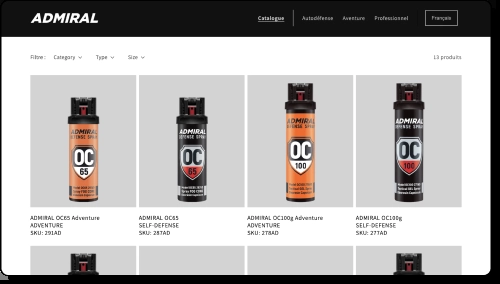 ADMIRAL
Catalogue
Autodéfense
Aventure
Professionnel
Français
Filtre:
Category
Type
Size
13 produits
ADMIRAL
DEFENSE SPRAY
OC
65
ADMIRAL
DEFENSE SPRAY
OC
65
ADMIRAL
DEFENSE SPRAY
OC
100
ADMIRAL
DEFENSE SPRAY
OC
100
ADMIRAL OC65 Adventure
ADVENTURE
SKU: 291AD
ADMIRAL OC65
SELF-DEFENSE
SKU: 287AD
ADMIRAL OC100g Adventure
ADVENTURE
SKU: 278AD
ADMIRAL OC100g
SELF-DEFENSE
SKU: 277AD